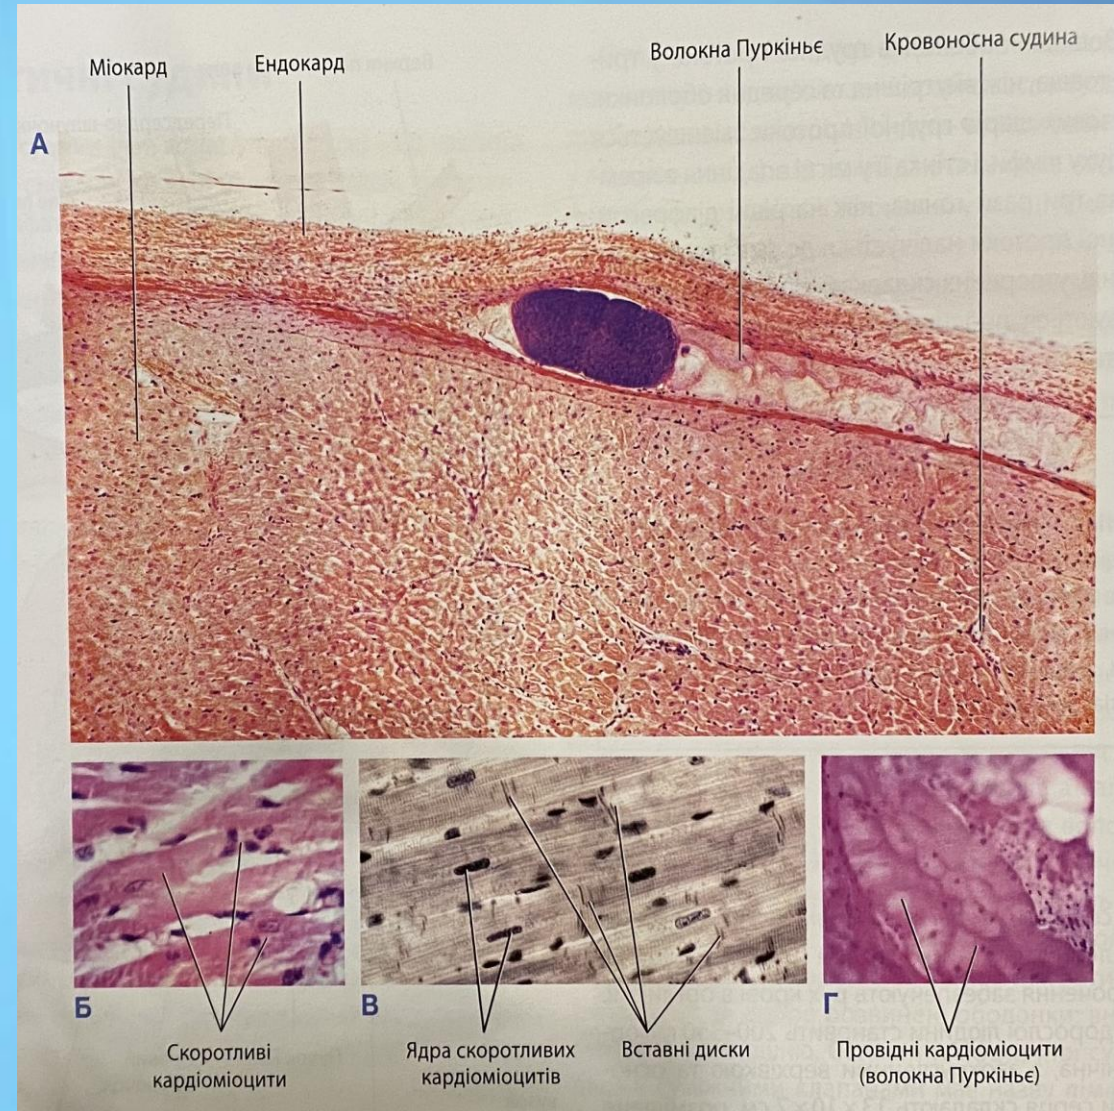 Міокард
Ендокард
Волокна Пуркіньє
Кровоносна судина
А
Б
В
Г
Скоротливі
кардіоміоцити
Ядра скоротливих
кардіоміоцитів
Вставні диски
Провідні кардіоміоцити
(волокна Пуркіньє)